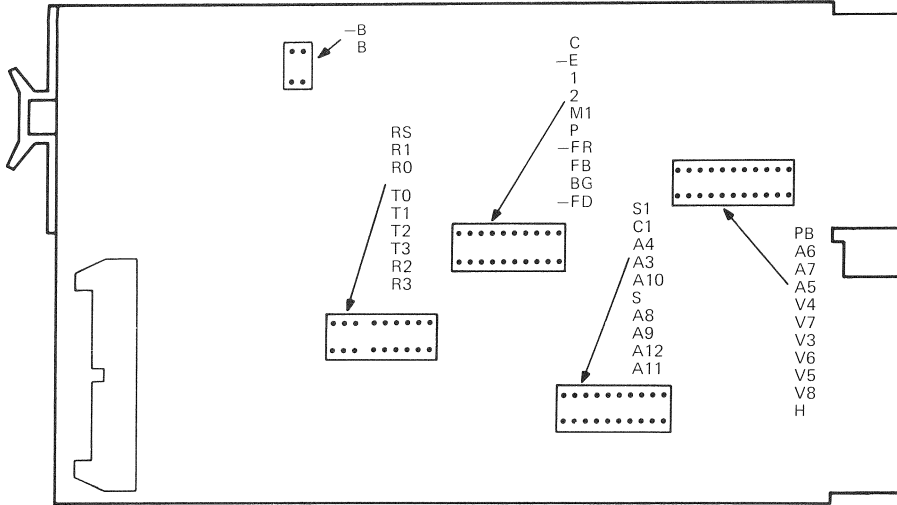 –B
B
C
–E
1
2
M1
P
–FR
FB
BG
–FD
RS
R1
R0
T0
T1
T2
T3
R2
R3
S1
C1
A4
A3
A10
S
A8
A9
A12
A11
PB
A6
A7
A5
V4
V7
V3
V6
V5
V8
H